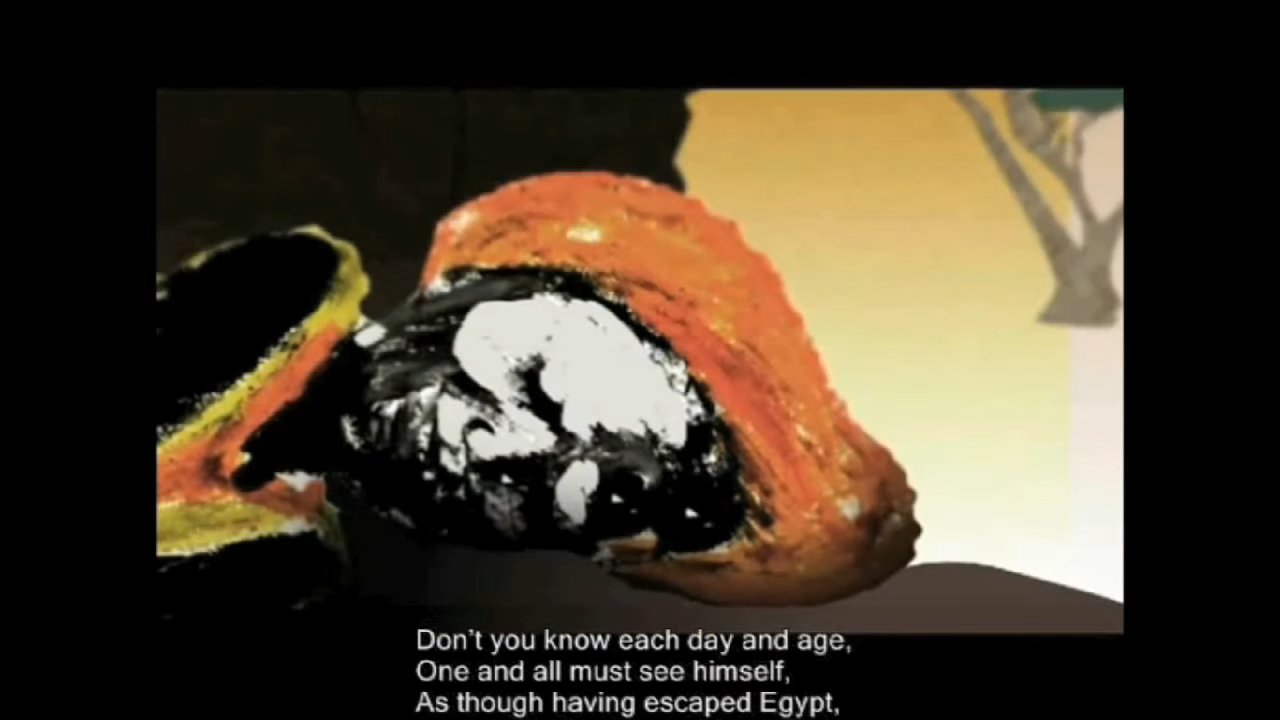 Don't you know each day and age,
One and all must see himself,
As though having escaped Egypt,